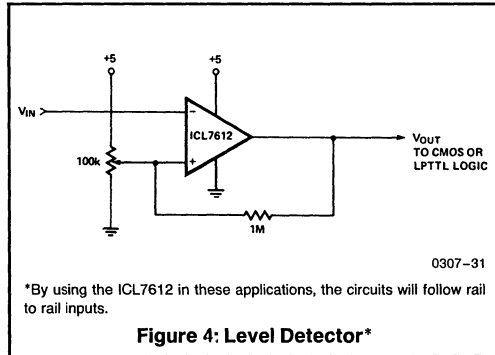 +5
+5
VIN
−
ICL7612
+
100k
VOUT
TO CMOS OR
LPTTL LOGIC
1M
0307–31
*By using the ICL7612 in these applications, the circuits will follow rail
to rail inputs.
Figure 4: Level Detector*